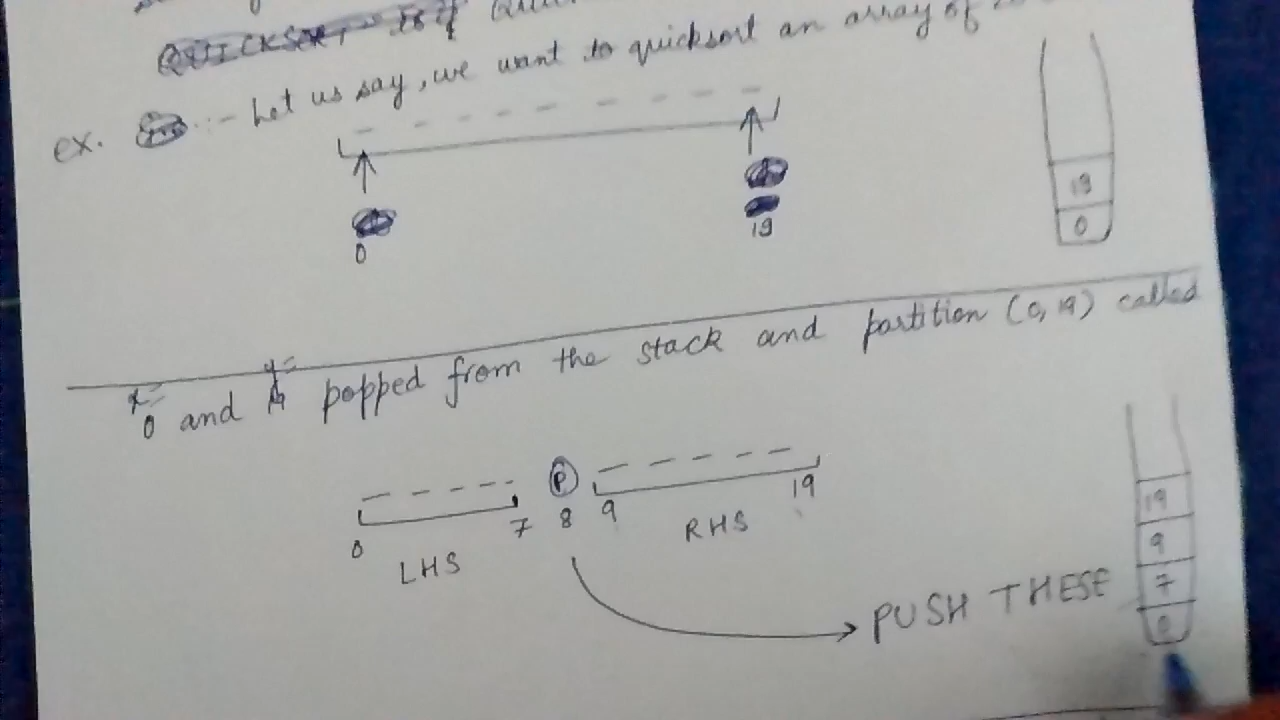 QUICKSORT
ex. :- Let us say, we want to quicksort an array of
0
19
19
0
x= y=
0 and 19 popped from the stack and partition (0, 19) called
P
0 7 8 9 19
LHS RHS
PUSH THESE
19
9
7
0